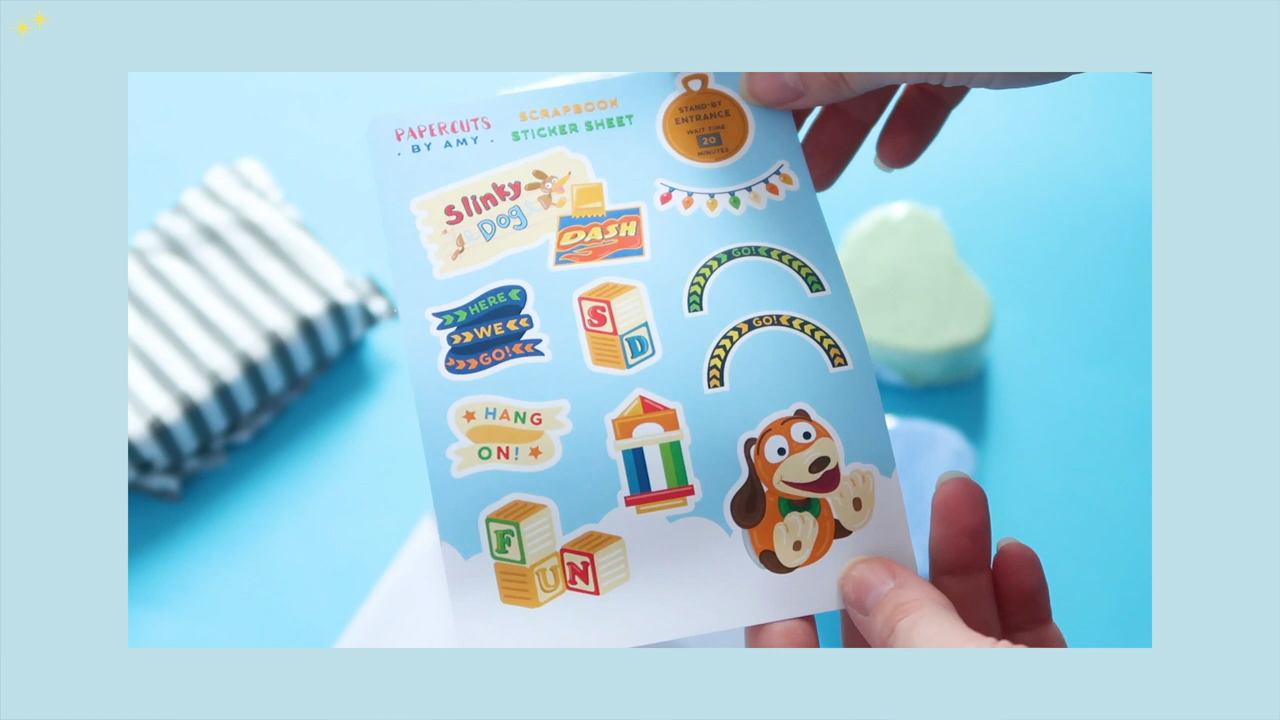 PAPERCUTS
· BY AMY ·
SCRAPBOOK
STICKER SHEET
STAND-BY
ENTRANCE
WAIT TIME
20
MINUTES
Slinky
Dog
DASH
HERE
WE
GO!
S
D
GO!
GO!
HANG
ON!
F
U
N